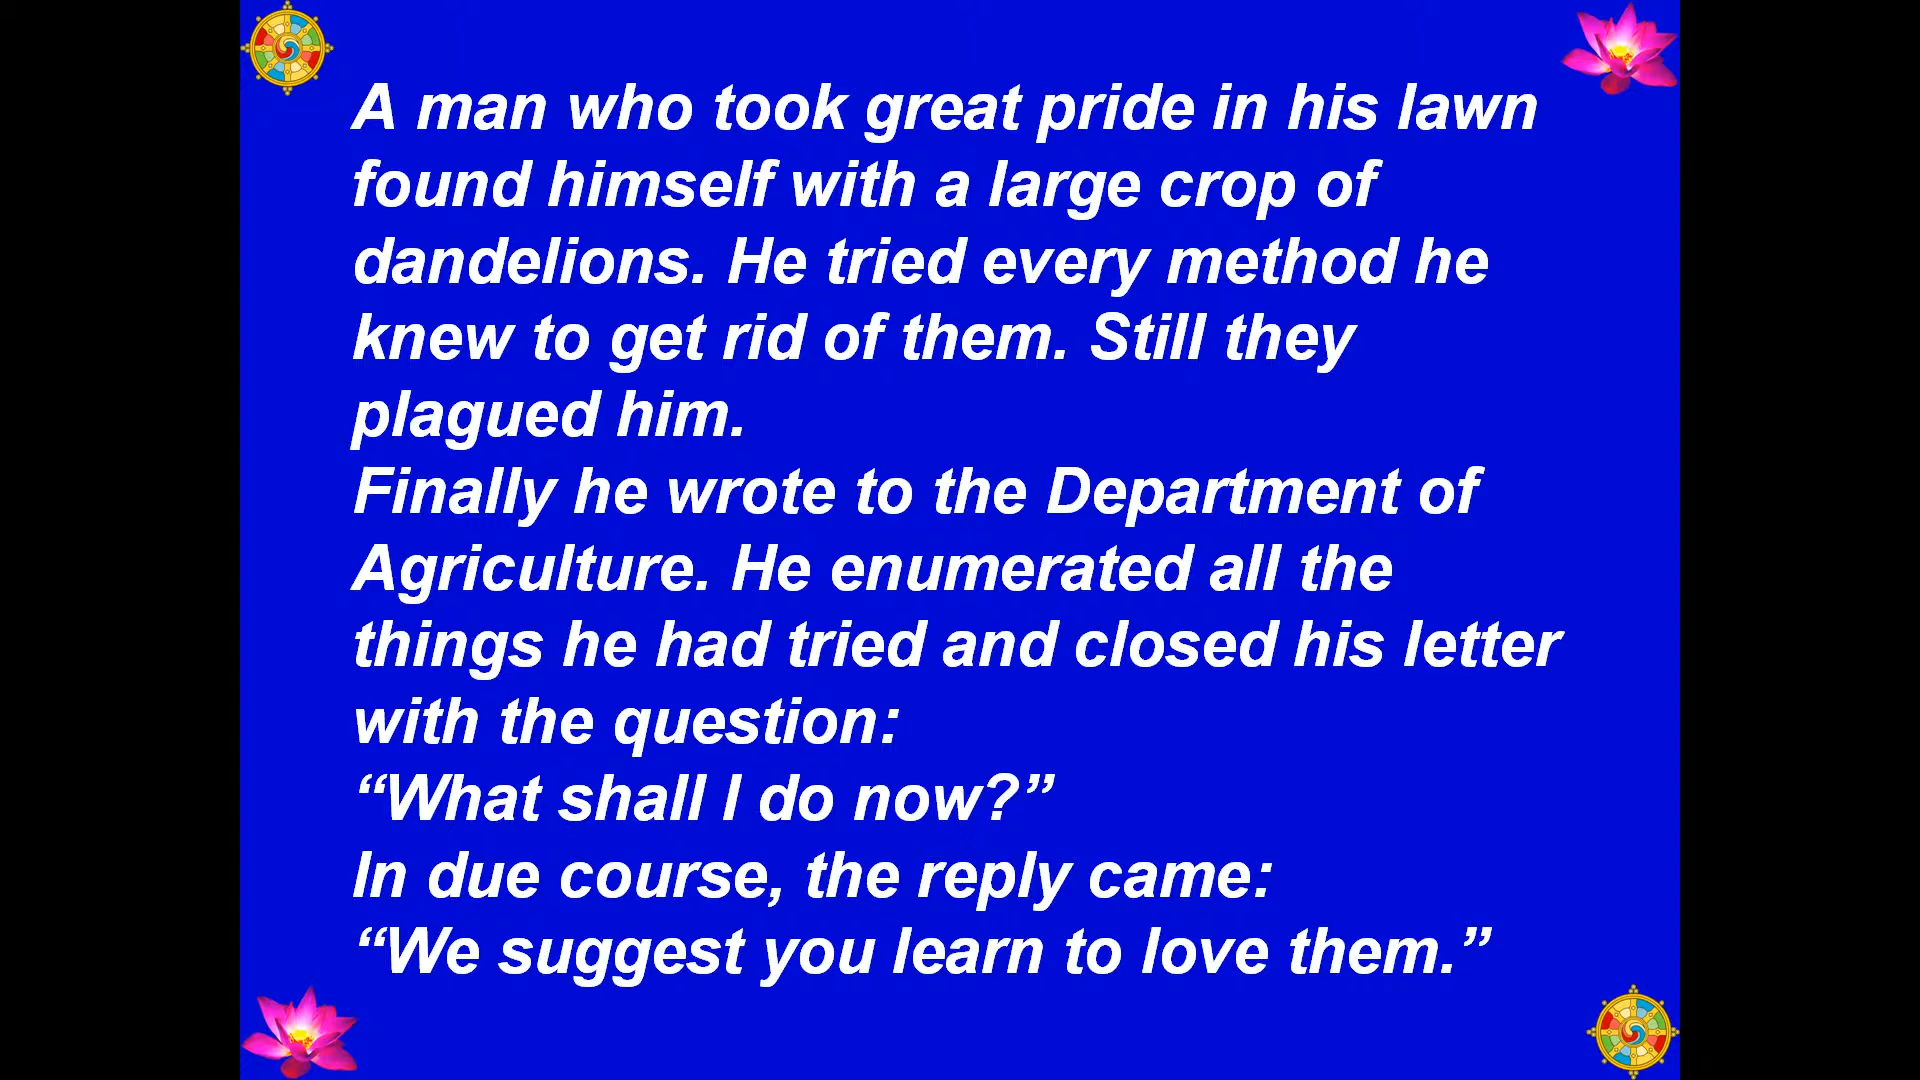 A man who took great pride in his lawn
found himself with a large crop of
dandelions. He tried every method he
knew to get rid of them. Still they
plagued him.
Finally he wrote to the Department of
Agriculture. He enumerated all the
things he had tried and closed his letter
with the question:
“What shall I do now?”
In due course, the reply came:
“We suggest you learn to love them.”